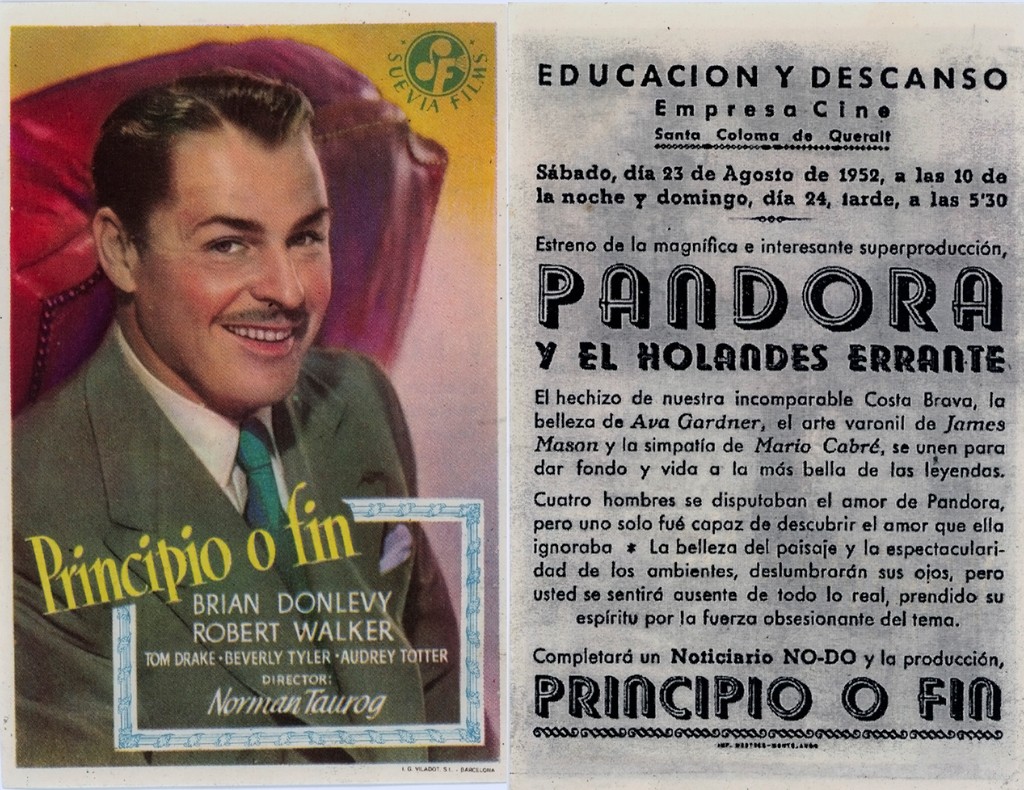 SUEVIA FILMS
Principio o fin
BRIAN DONLEVY
ROBERT WALKER
TOM DRAKE · BEVERLY TYLER · AUDREY TOTTER
DIRECTOR:
Norman Taurog
I. G. VILADOT. S.L. - BARCELONA
EDUCACION Y DESCANSO
Empresa Cine
Santa Coloma de Queralt
Sábado, día 23 de Agosto de 1952, a las 10 de
la noche y domingo, día 24, tarde, a las 5'30
Estreno de la magnífica e interesante superproducción,
PANDORA
Y EL HOLANDES ERRANTE
El hechizo de nuestra incomparable Costa Brava, la
belleza de Ava Gardner, el arte varonil de James
Mason y la simpatía de Mario Cabré, se unen para
dar fondo y vida a la más bella de las leyendas.
Cuatro hombres se disputaban el amor de Pandora,
pero uno solo fué capaz de descubrir el amor que ella
ignoraba * La belleza del paisaje y la espectaculari-
dad de los ambientes, deslumbrarán sus ojos, pero
usted se sentirá ausente de todo lo real, prendido su
espíritu por la fuerza obsesionante del tema.
Completará un Noticiario NO-DO y la producción,
PRINCIPIO O FIN